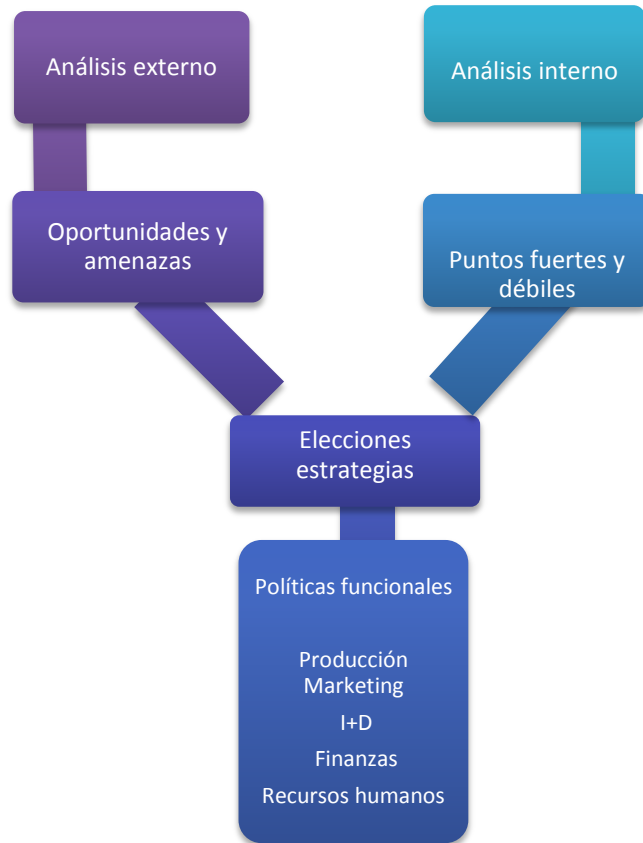 Análisis externo
Análisis interno
Oportunidades y
amenazas
Puntos fuertes y
débiles
Elecciones
estrategias
Políticas funcionales
Producción
Marketing
I+D
Finanzas
Recursos humanos